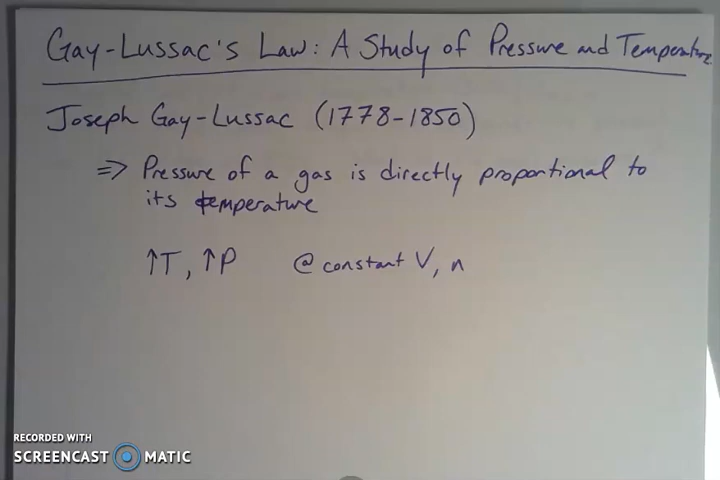 Gay-Lussac's Law: A Study of Pressure and Temperature
Joseph Gay-Lussac (1778-1850)
⇒ Pressure of a gas is directly proportional to
its temperature
↑T, ↑P @ constant V, n
RECORDED WITH
SCREENCAST MATIC